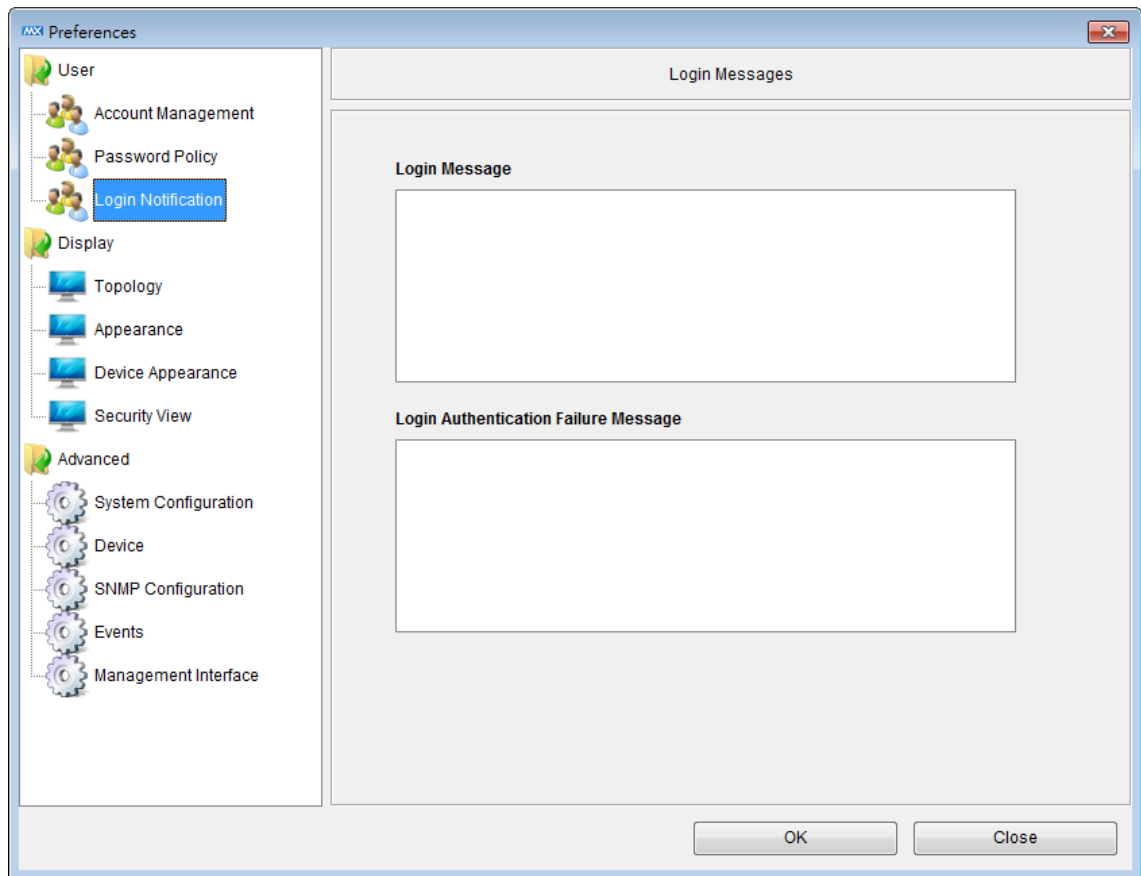 MX Preferences
User
Account Management
Password Policy
Login Notification
Display
Topology
Appearance
Device Appearance
Security View
Advanced
System Configuration
Device
SNMP Configuration
Events
Management Interface
Login Messages
Login Message
Login Authentication Failure Message
OK Close